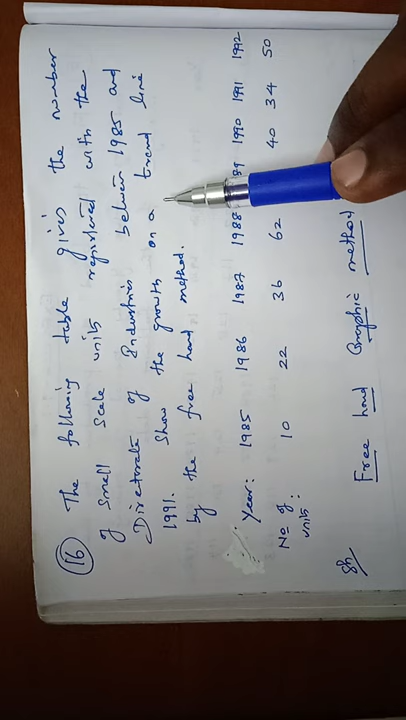 16 The following table gives the number
of small scale units registered with the
Directorate of Industries between 1985 and
1991. Show the growth on a trend line
by the free hand method.
Year: 1985 1986 1987 1988 89 1990 1991 1992
No of units: 10 22 36 62 40 34 50
Free hand Graphic method